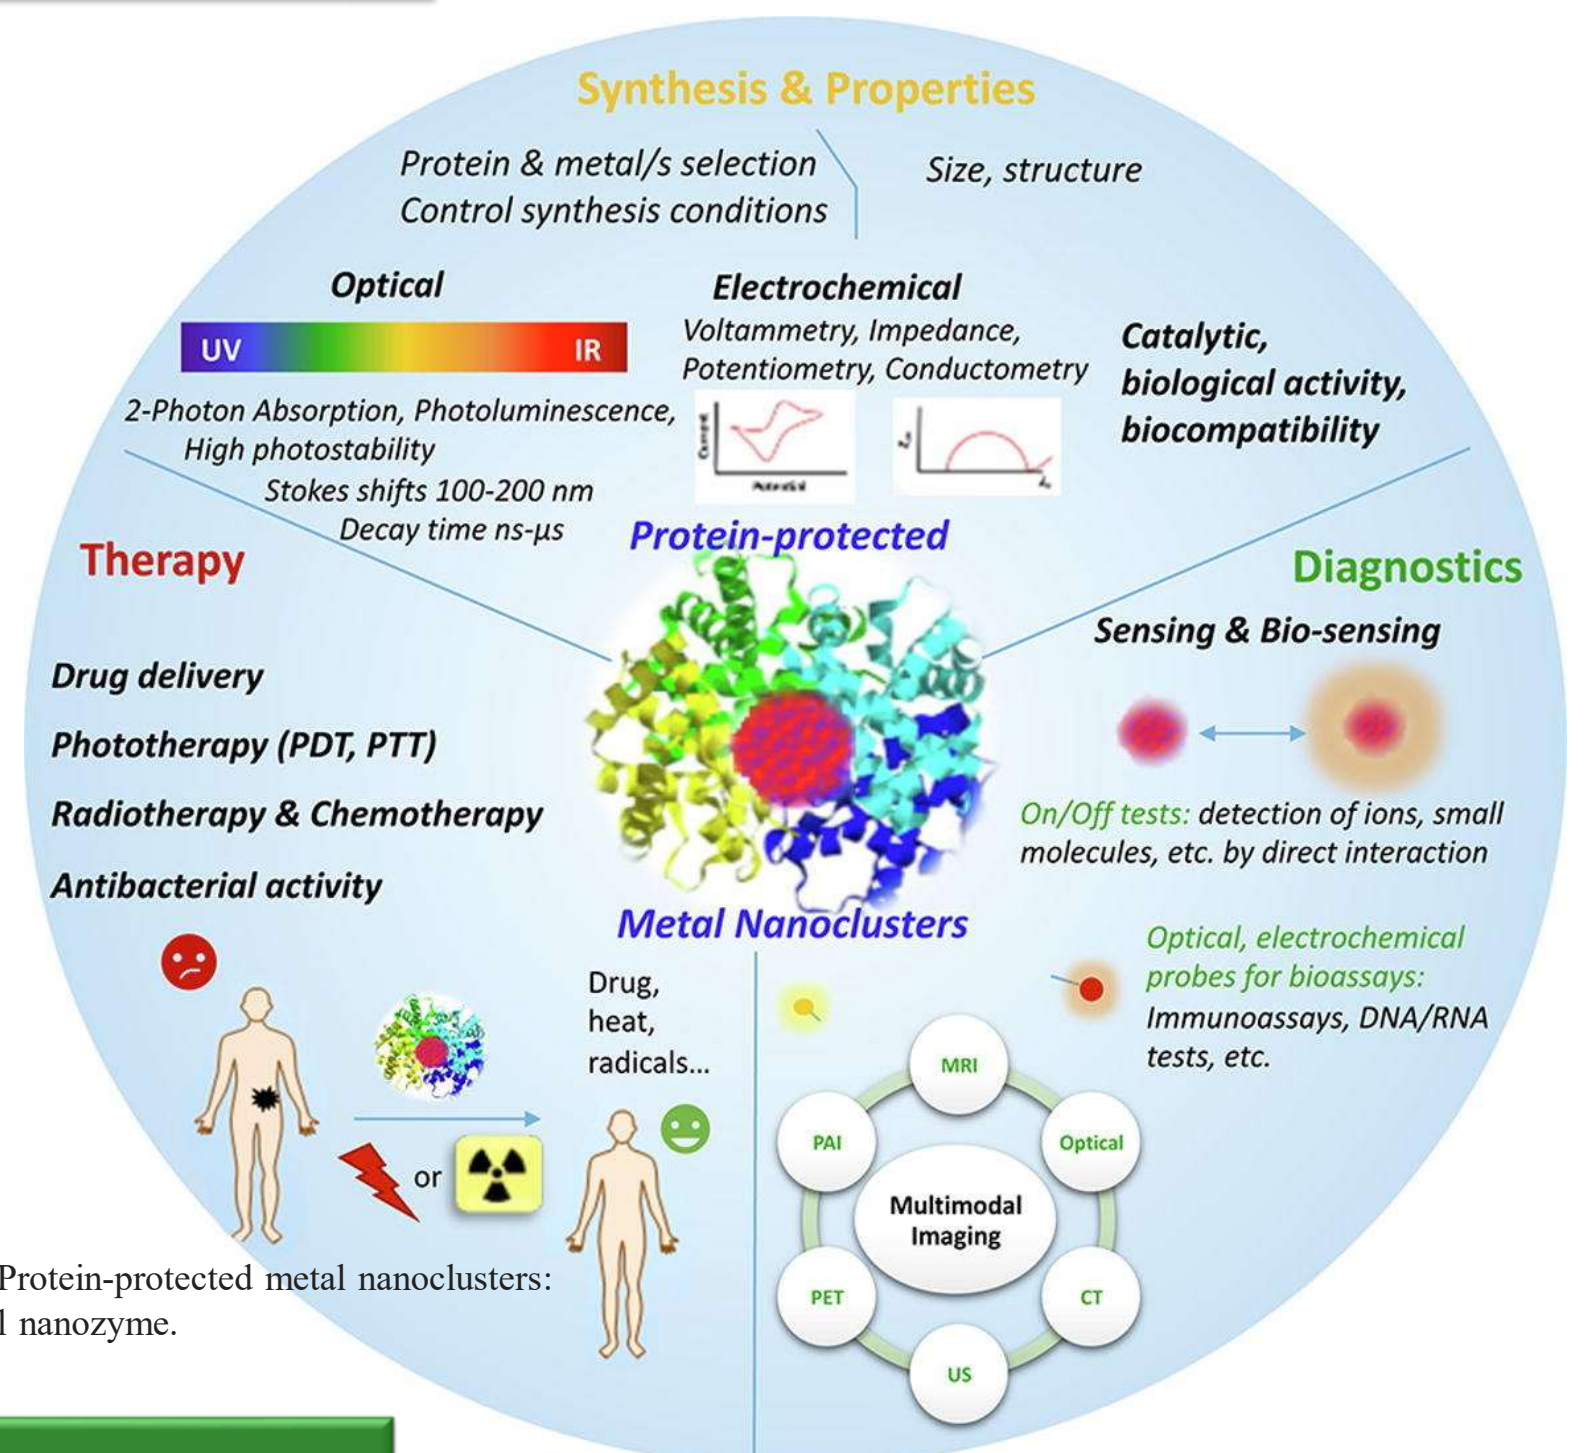 Synthesis & Properties
Protein & metal/s selection
Control synthesis conditions
Size, structure
Optical
UV
IR
2-Photon Absorption, Photoluminescence,
High photostability
Stokes shifts 100-200 nm
Decay time ns-µs
Electrochemical
Voltammetry, Impedance,
Potentiometry, Conductometry
Current
Potential
Catalytic,
biological activity,
biocompatibility
Protein-protected
Metal Nanoclusters
Therapy
Drug delivery
Phototherapy (PDT, PTT)
Radiotherapy & Chemotherapy
Antibacterial activity
Drug,
heat,
radicals...
or
Diagnostics
Sensing & Bio-sensing
On/Off tests: detection of ions, small
molecules, etc. by direct interaction
Optical, electrochemical
probes for bioassays:
Immunoassays, DNA/RNA
tests, etc.
MRI
PAI
Optical
Multimodal
Imaging
PET
CT
US
Protein-protected metal nanoclusters:
l nanozyme.